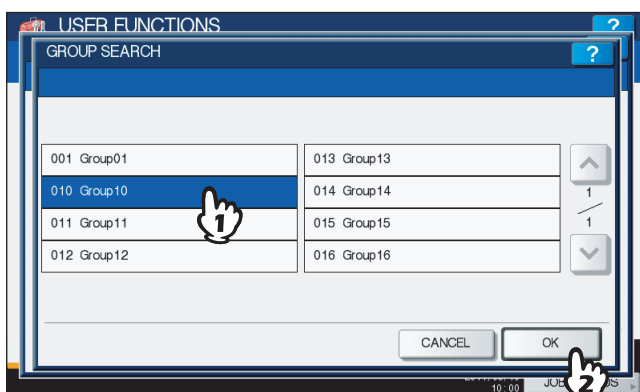 USER FUNCTIONS
?
GROUP SEARCH
?
001 Group01
013 Group13
010 Group10
014 Group14
1
011 Group11
015 Group15
1
012 Group12
016 Group16
1
CANCEL
OK
2
10:00